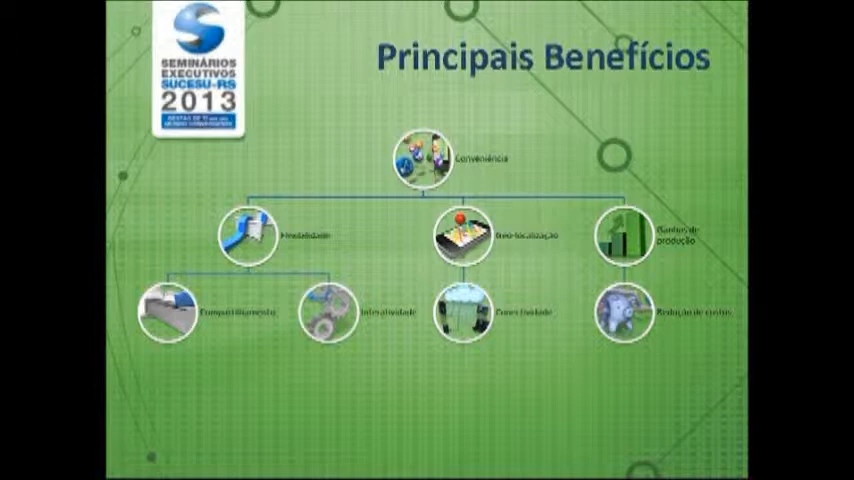 SEMINÁRIOS
EXECUTIVOS
SUCESU-RS
2013
Principais Benefícios
Conveniência
Flexibilidade
Geo-localização
Ganhos de
produção
Compartilhamento
Interatividade
Conectividade
Redução de custos